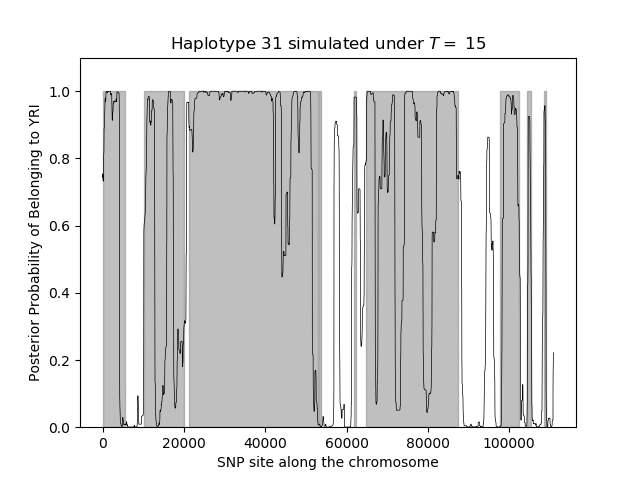 Haplotype 31 simulated under T = 15
Posterior Probability of Belonging to YRI
1.0
0.8
0.6
0.4
0.2
0.0
0 20000 40000 60000 80000 100000
SNP site along the chromosome